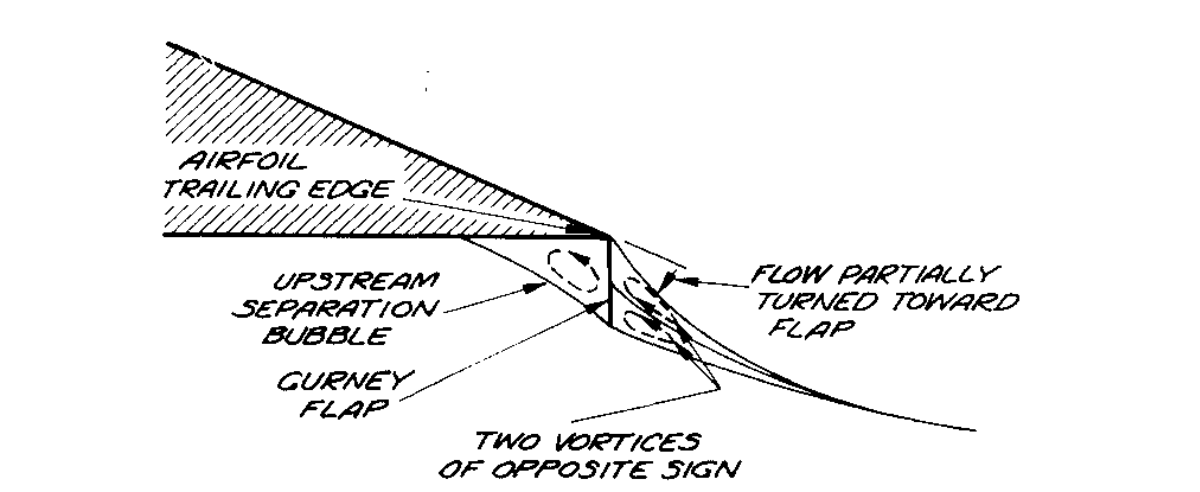 AIRFOIL
TRAILING EDGE
UPSTREAM
SEPARATION
BUBBLE
GURNEY
FLAP
FLOW PARTIALLY
TURNED TOWARD
FLAP
TWO VORTICES
OF OPPOSITE SIGN